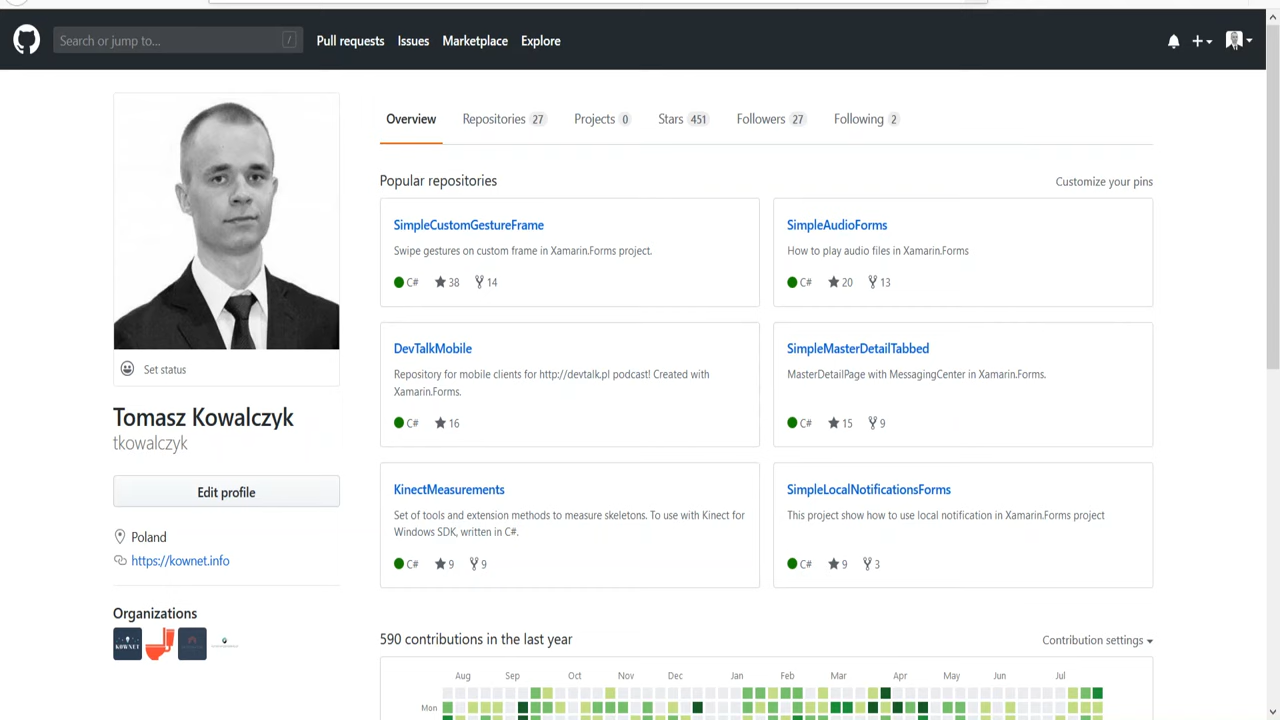 Search or jump to...
/
Pull requests
Issues
Marketplace
Explore
Overview
Repositories 27
Projects 0
Stars 451
Followers 27
Following 2
Popular repositories
Customize your pins
SimpleCustomGestureFrame
Swipe gestures on custom frame in Xamarin.Forms project.
C# 38 14
SimpleAudioForms
How to play audio files in Xamarin.Forms
C# 20 13
DevTalkMobile
Repository for mobile clients for http://devtalk.pl podcast! Created with
Xamarin.Forms.
C# 16
SimpleMasterDetailTabbed
MasterDetailPage with MessagingCenter in Xamarin.Forms.
C# 15 9
KinectMeasurements
Set of tools and extension methods to measure skeletons. To use with Kinect for
Windows SDK, written in C#.
C# 9 9
SimpleLocalNotificationsForms
This project show how to use local notification in Xamarin.Forms project
C# 9 3
Set status
Tomasz Kowalczyk
tkowalczyk
Edit profile
Poland
https://kownet.info
Organizations
KOWNET
590 contributions in the last year
Contribution settings
Aug Sep Oct Nov Dec Jan Feb Mar Apr May Jun Jul
Mon